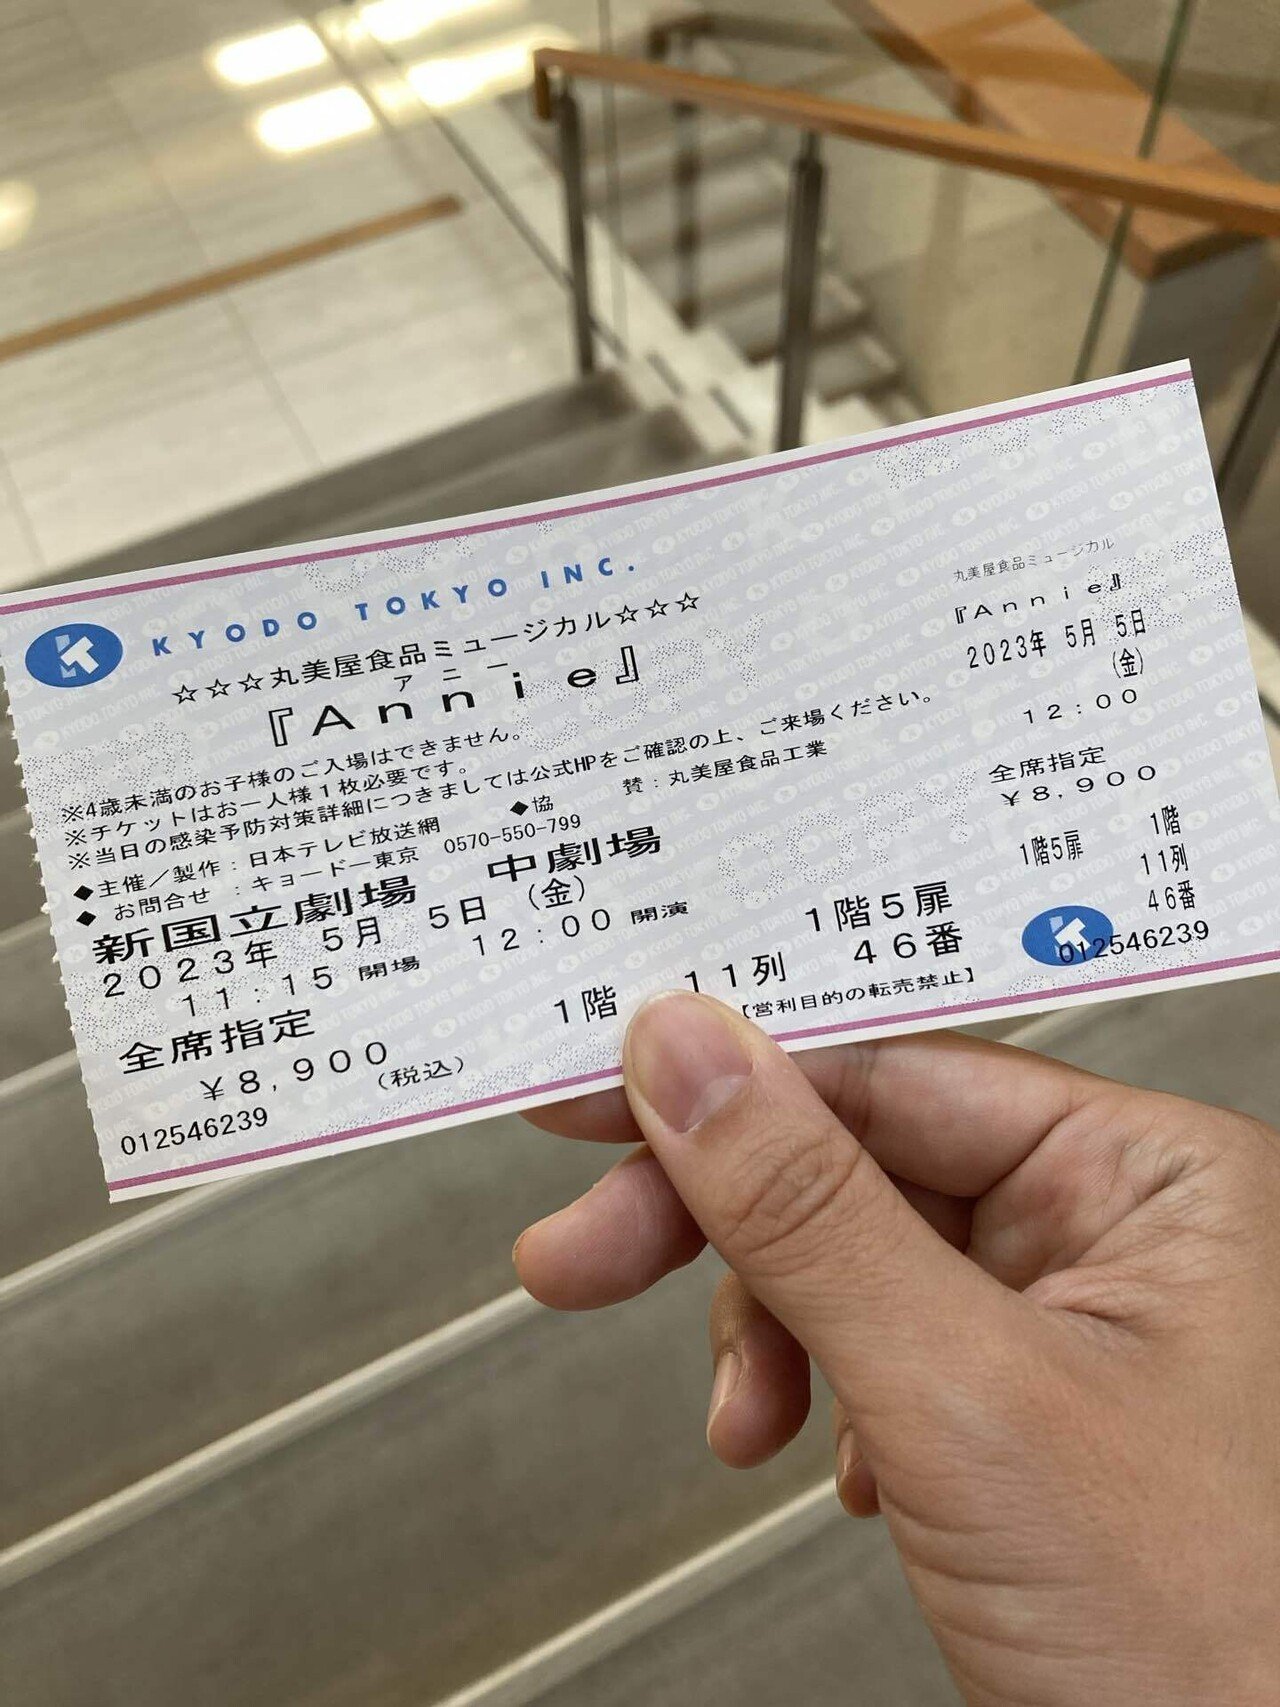 KYODO TOKYO INC.
☆☆☆丸美屋食品ミュージカル☆☆☆
アニー
『Annie』
※4歳未満のお子様のご入場はできません。
※チケットはお一人様1枚必要です。
※当日の感染予防対策詳細につきましては公式HPをご確認の上、ご来場ください。
◆主催/製作:日本テレビ放送網 ◆協 賛:丸美屋食品工業
◆ お問合せ :キョードー東京 0570-550-799
新国立劇場 中劇場
2023年 5月 5日 (金)
11:15 開場 12:00 開演 1階5扉
全席指定 1階 11列 46番
¥8,900 (税込) 【営利目的の転売禁止】
012546239
丸美屋食品ミュージカル
『Annie』
2023年 5月 5日
(金)
12:00
全席指定
¥8,900
1階5扉 1階
11列
46番
012546239
COPY
COPY